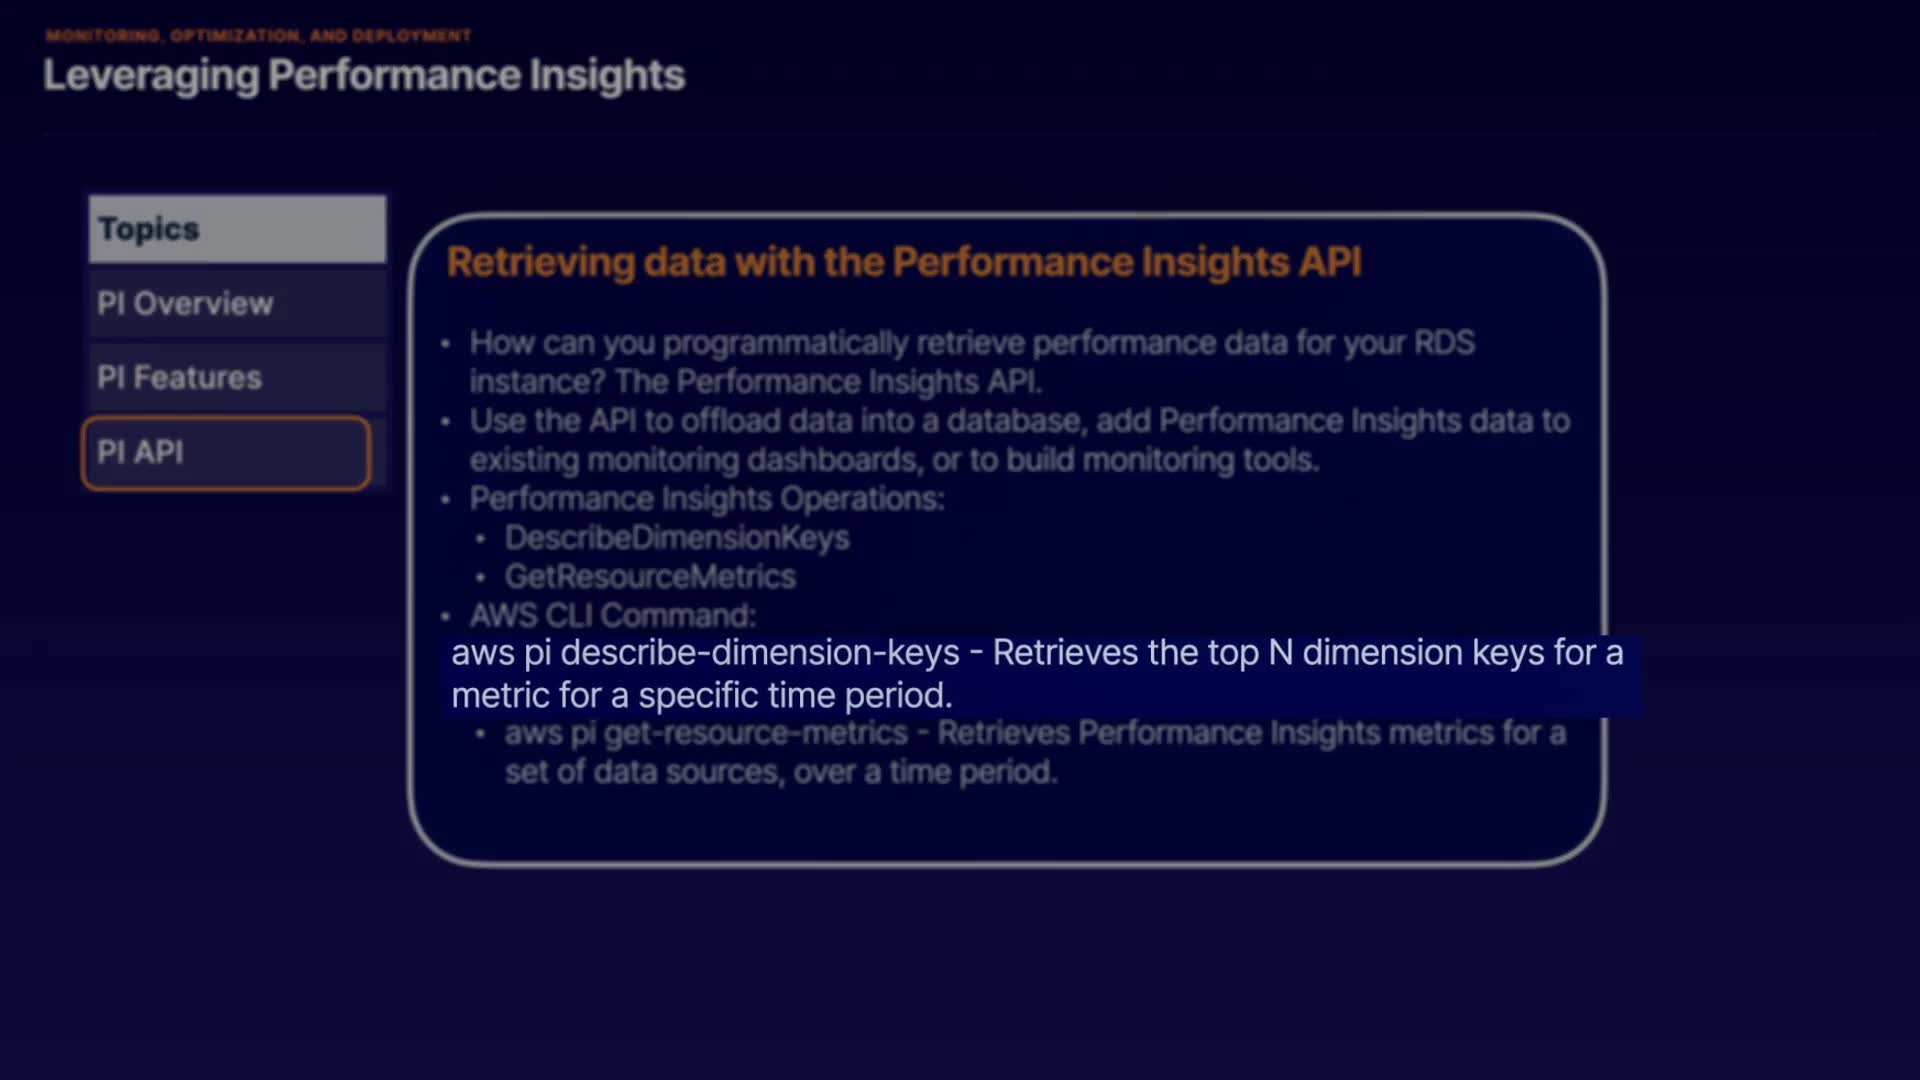 MONITORING, OPTIMIZATION, AND DEPLOYMENT
Leveraging Performance Insights
Topics
PI Overview
PI Features
PI API
Retrieving data with the Performance Insights API
• How can you programmatically retrieve performance data for your RDS
instance? The Performance Insights API.
• Use the API to offload data into a database, add Performance Insights data to
existing monitoring dashboards, or to build monitoring tools.
• Performance Insights Operations:
• DescribeDimensionKeys
• GetResourceMetrics
• AWS CLI Command:
aws pi describe-dimension-keys - Retrieves the top N dimension keys for a
metric for a specific time period.
• aws pi get-resource-metrics - Retrieves Performance Insights metrics for a
set of data sources, over a time period.